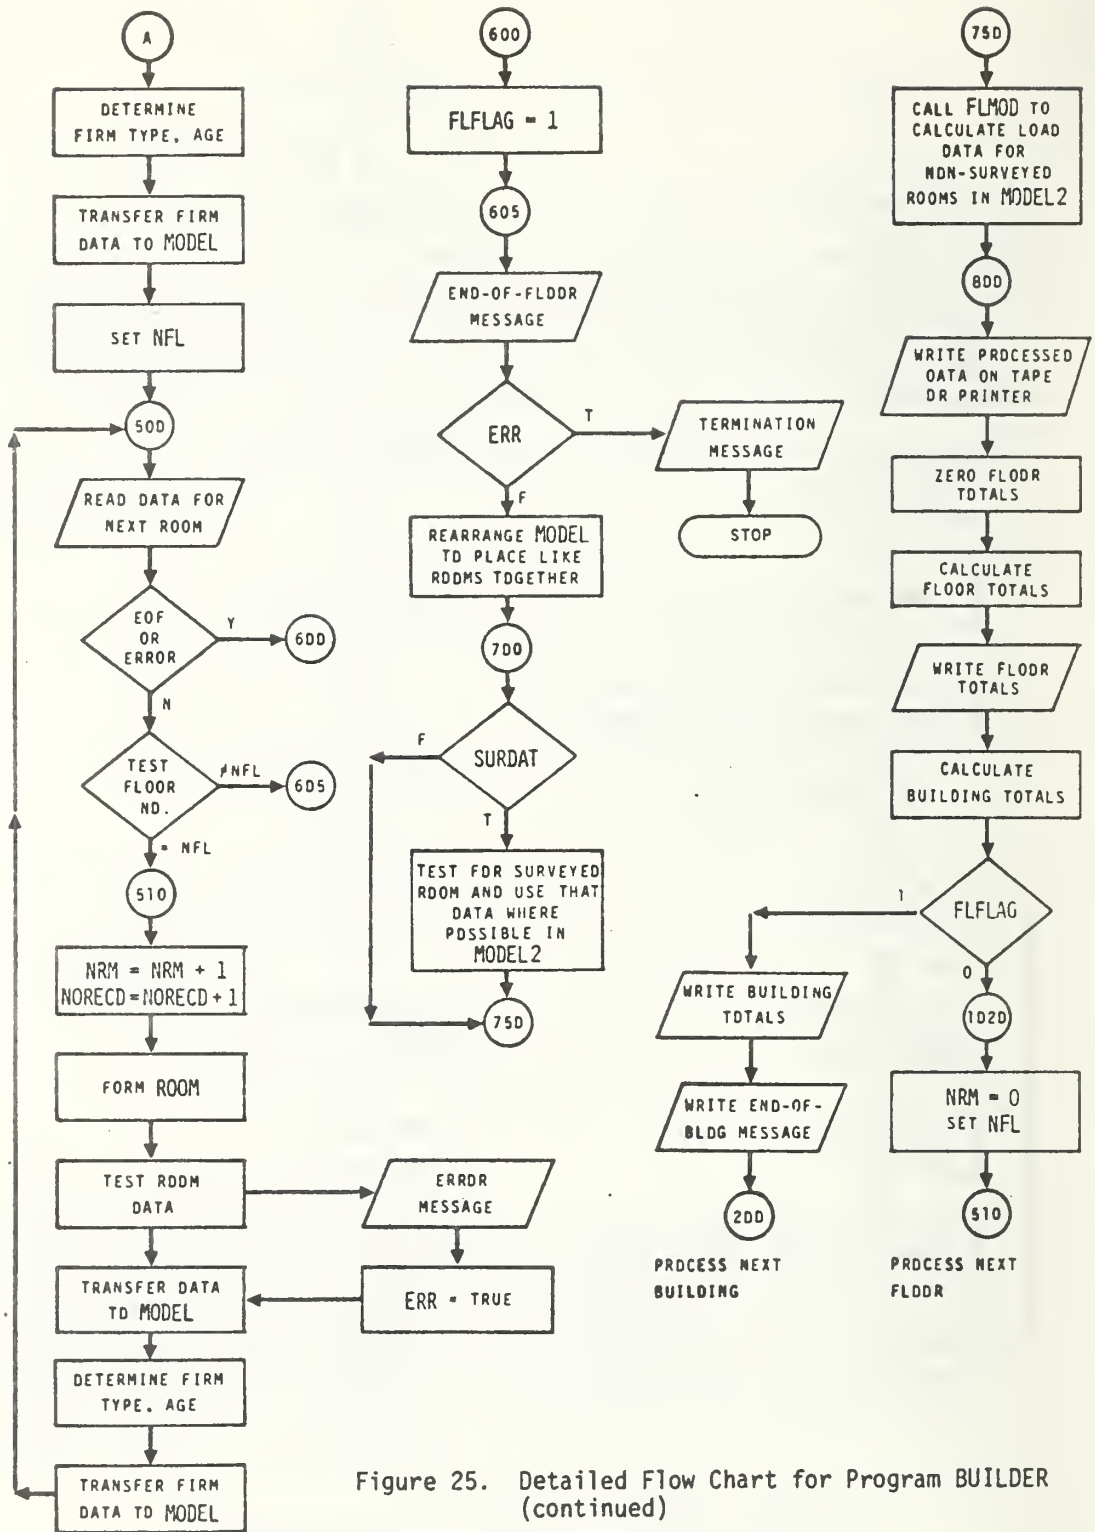 A
DETERMINE
FIRM TYPE, AGE
TRANSFER FIRM
DATA TO MODEL
SET NFL
500
READ DATA FOR
NEXT ROOM
EOF
OR
ERROR
Y
600
N
TEST
FLOOR
NO.
≠NFL
605
= NFL
510
NRM = NRM + 1
NORECD=NORECD+1
FORM ROOM
TEST ROOM
DATA
ERROR
MESSAGE
ERR = TRUE
TRANSFER DATA
TO MODEL
DETERMINE FIRM
TYPE, AGE
TRANSFER FIRM
DATA TO MODEL
600
FLFLAG = 1
605
END-OF-FLOOR
MESSAGE
ERR
T
TERMINATION
MESSAGE
STOP
F
REARRANGE MODEL
TO PLACE LIKE
ROOMS TOGETHER
700
SURDAT
F
T
TEST FOR SURVEYED
ROOM AND USE THAT
DATA WHERE
POSSIBLE IN
MODEL2
750
750
CALL FLMOD TO
CALCULATE LOAD
DATA FOR
NON-SURVEYED
ROOMS IN MODEL2
800
WRITE PROCESSED
DATA ON TAPE
OR PRINTER
ZERO FLOOR
TOTALS
CALCULATE
FLOOR TOTALS
WRITE FLOOR
TOTALS
CALCULATE
BUILDING TOTALS
FLFLAG
1
WRITE BUILDING
TOTALS
WRITE END-OF-
BLDG MESSAGE
200
PROCESS NEXT
BUILDING
0
1020
NRM = 0
SET NFL
510
PROCESS NEXT
FLOOR
Figure 25. Detailed Flow Chart for Program BUILDER
(continued)